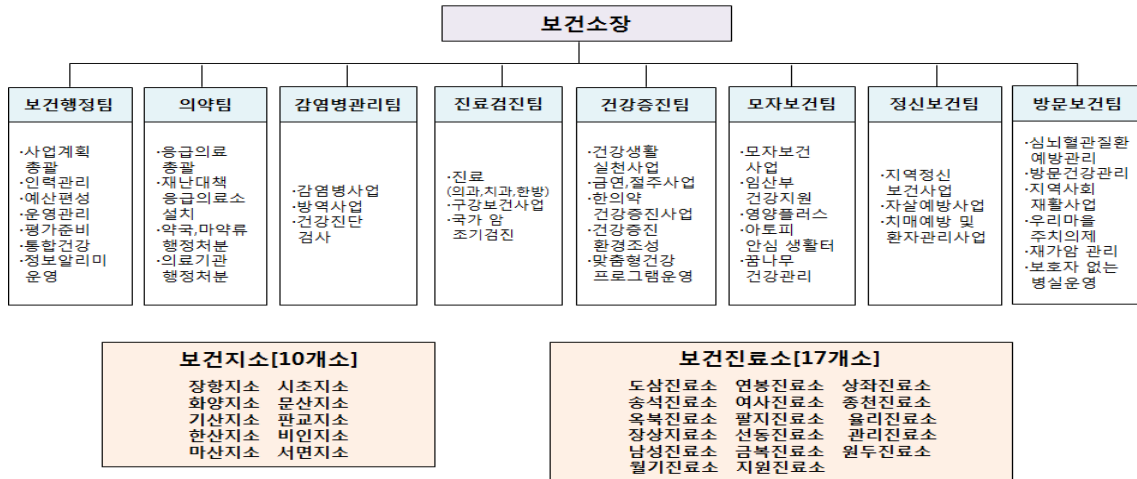 보건소장
보건행정팀
·사업계획
총괄
·인력관리
·예산편성
·운영관리
·평가준비
·통합건강
·정보알리미
운영
의약팀
·응급의료
총괄
·재난대책
응급의료소
설치
·약국,마약류
행정처분
·의료기관
행정처분
감염병관리팀
·감염병사업
·방역사업
·건강진단
검사
진료검진팀
·진료
(의과,치과,한방)
·구강보건사업
·국가 암
조기검진
건강증진팀
·건강생활
실천사업
·금연,절주사업
·한의약
건강증진사업
·건강증진
환경조성
·맞춤형건강
프로그램운영
모자보건팀
·모자보건
사업
·임산부
건강지원
·영양플러스
·아토피
안심 생활터
·꿈나무
건강관리
정신보건팀
·지역정신
보건사업
·자살예방사업
·치매예방 및
환자관리사업
방문보건팀
·심뇌혈관질환
예방관리
·방문건강관리
·지역사회
재활사업
·우리마을
주치의제
·재가암 관리
·보호자 없는
병실운영
보건지소[10개소]
장항지소 시초지소
화양지소 문산지소
기산지소 판교지소
한산지소 비인지소
마산지소 서면지소
보건진료소[17개소]
도삼진료소 연봉진료소 상좌진료소
송석진료소 여사진료소 종천진료소
옥북진료소 팔지진료소 율리진료소
장상지료소 선동진료소 관리진료소
남성진료소 금복진료소 원두진료소
월기진료소 지원진료소